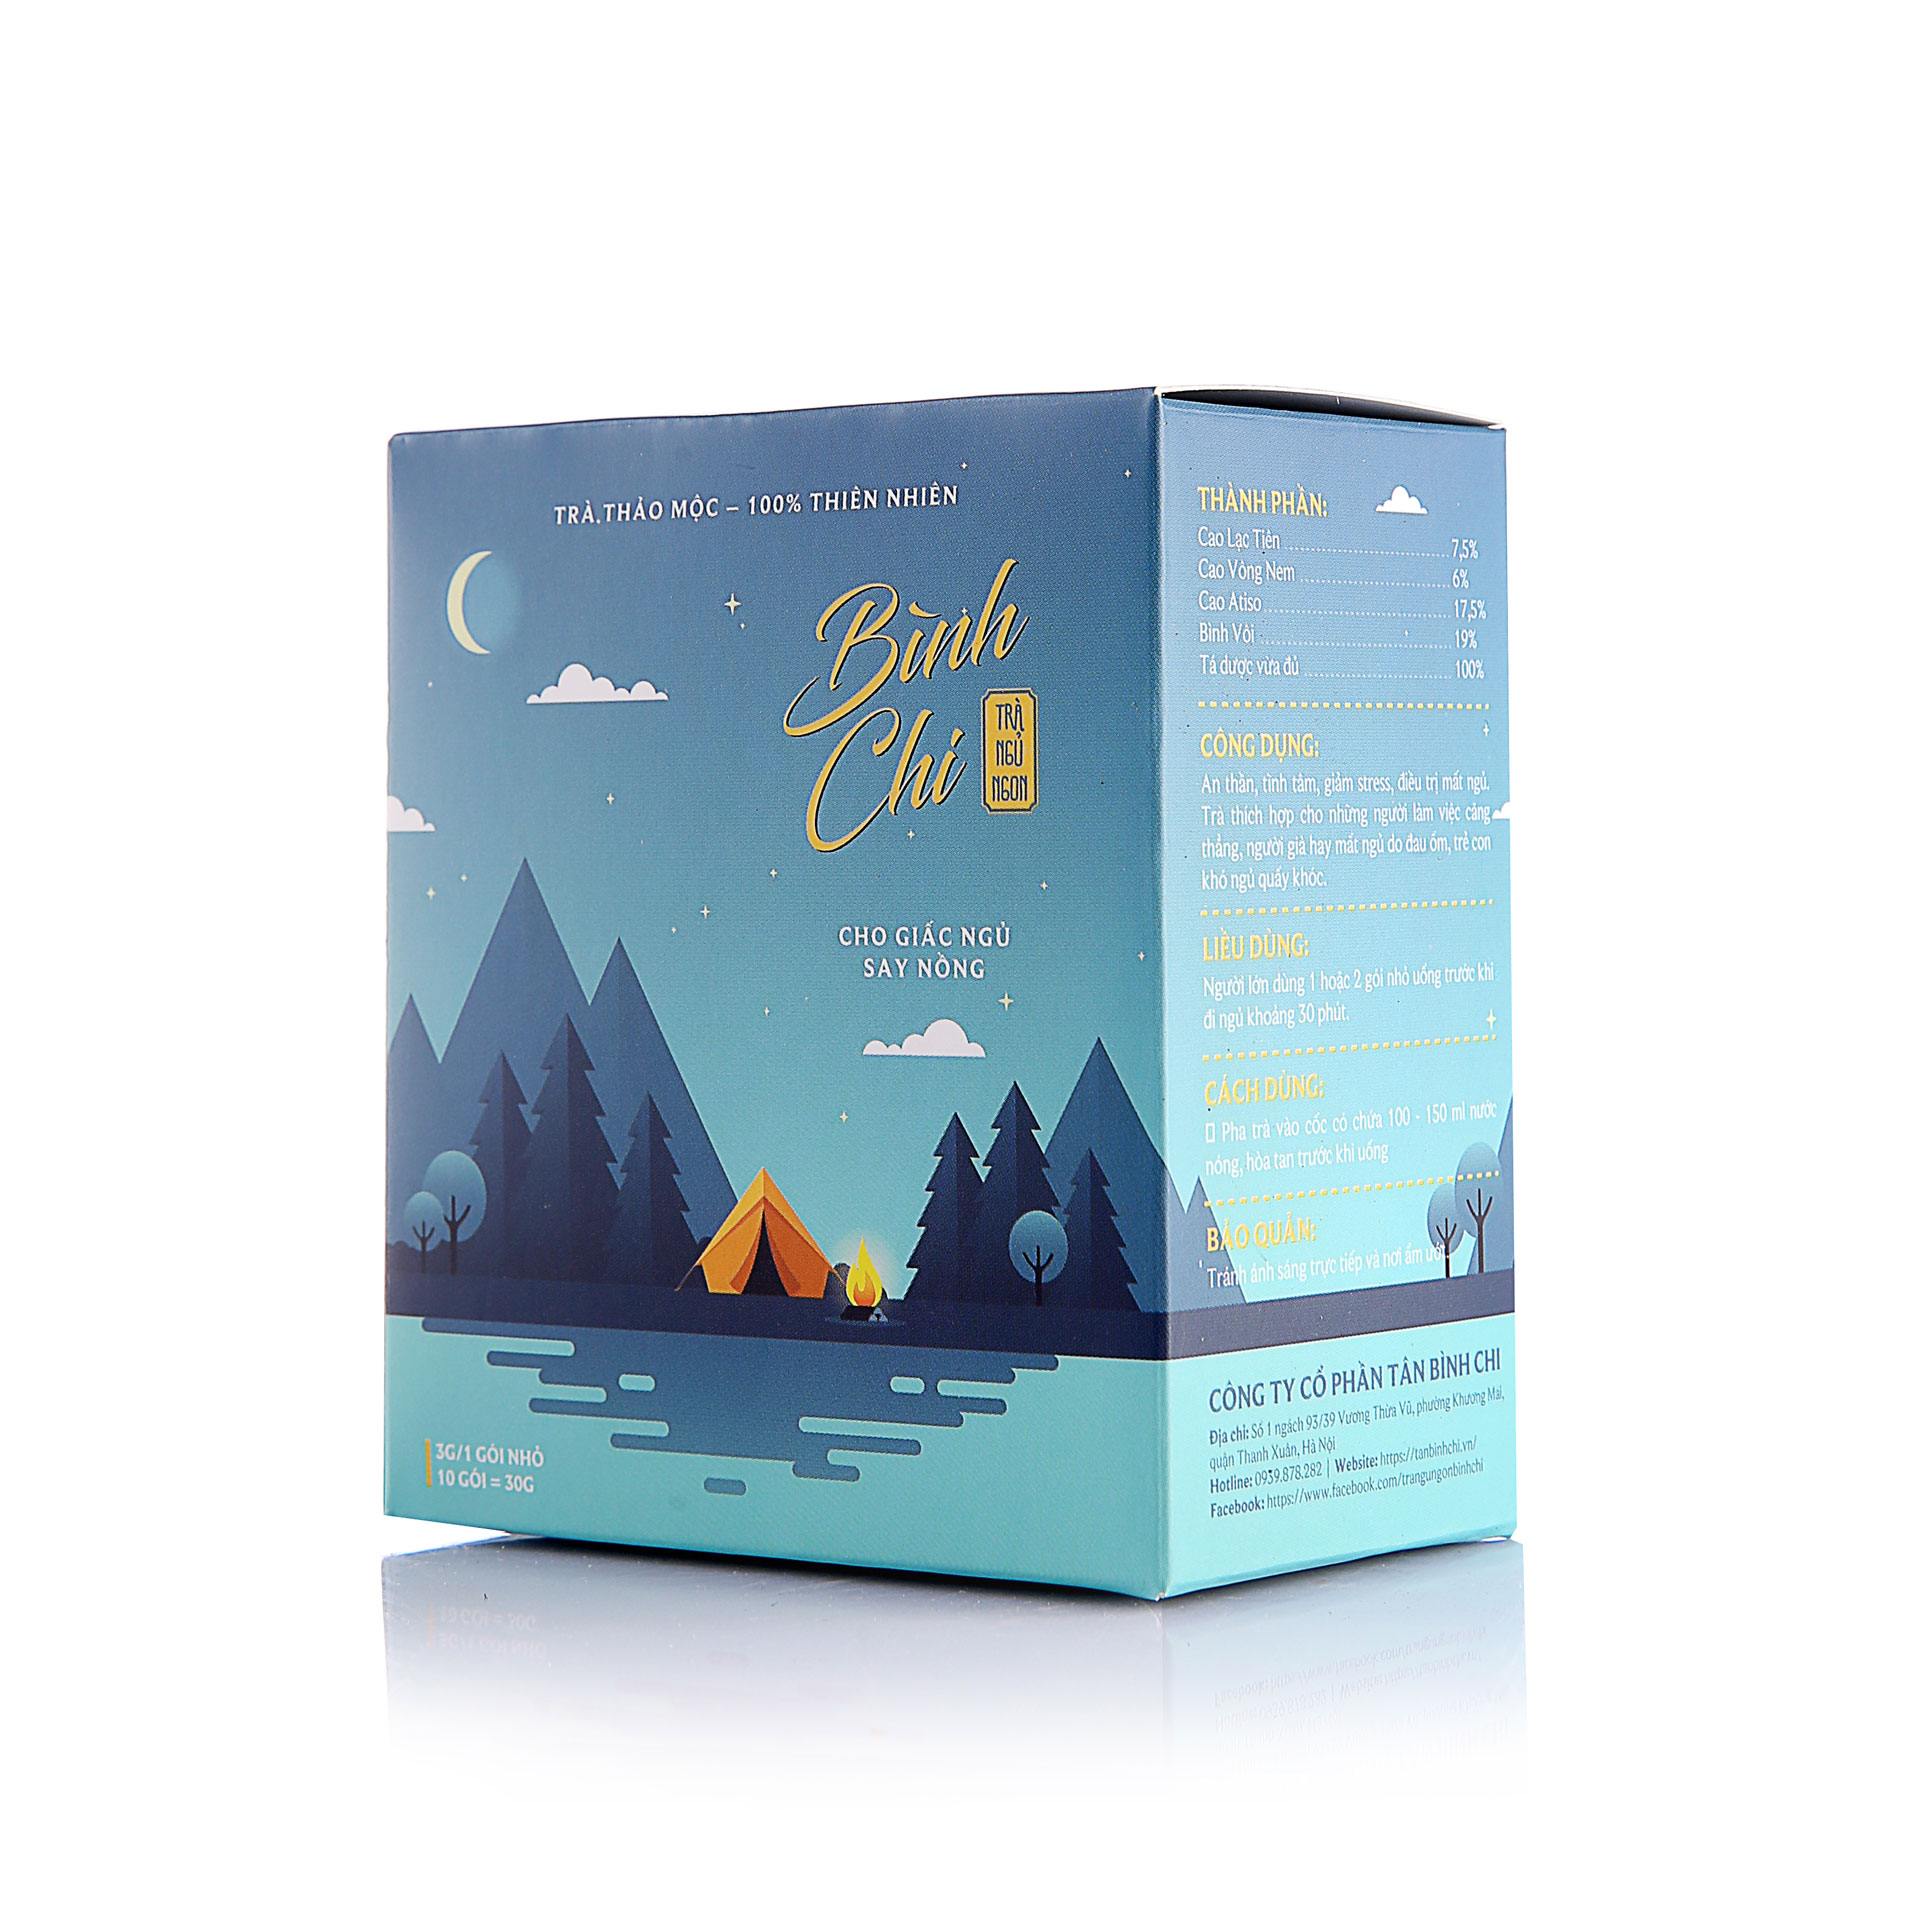 TRÀ.THẢO MỘC – 100% THIÊN NHIÊN
Bình
Chi
TRÀ
NGỦ
NGON
CHO GIẤC NGỦ
SAY NỒNG
3G/1 GÓI NHỎ
10 GÓI = 30G
THÀNH PHẦN:
Cao Lạc Tiên 7,5%
Cao Vông Nem 6%
Cao Atiso 17,5%
Bình Vôi 19%
Tá dược vừa đủ 100%
CÔNG DỤNG:
An thần, tình tâm, giảm stress, điều trị mất ngủ.
Trà thích hợp cho những người làm việc căng
thẳng, người già hay mất ngủ do đau ốm, trẻ con
khó ngủ quấy khóc.
LIỀU DÙNG:
Người lớn dùng 1 hoặc 2 gói nhỏ uống trước khi
đi ngủ khoảng 30 phút.
CÁCH DÙNG:
Pha trà vào cốc có chứa 100 - 150 ml nước
nóng, hòa tan trước khi uống
BẢO QUẢN:
Tránh ánh sáng trực tiếp và nơi ẩm ướt.
CÔNG TY CỔ PHẦN TÂN BÌNH CHI
Địa chỉ: Số 1 ngách 93/39 Vương Thừa Vũ, phường Khương Mai,
quận Thanh Xuân, Hà Nội
Hotline: 0939.878.282 | Website: https://tanbinhchi.vn/
Facebook: https://www.facebook.com/trangungonbinhchi